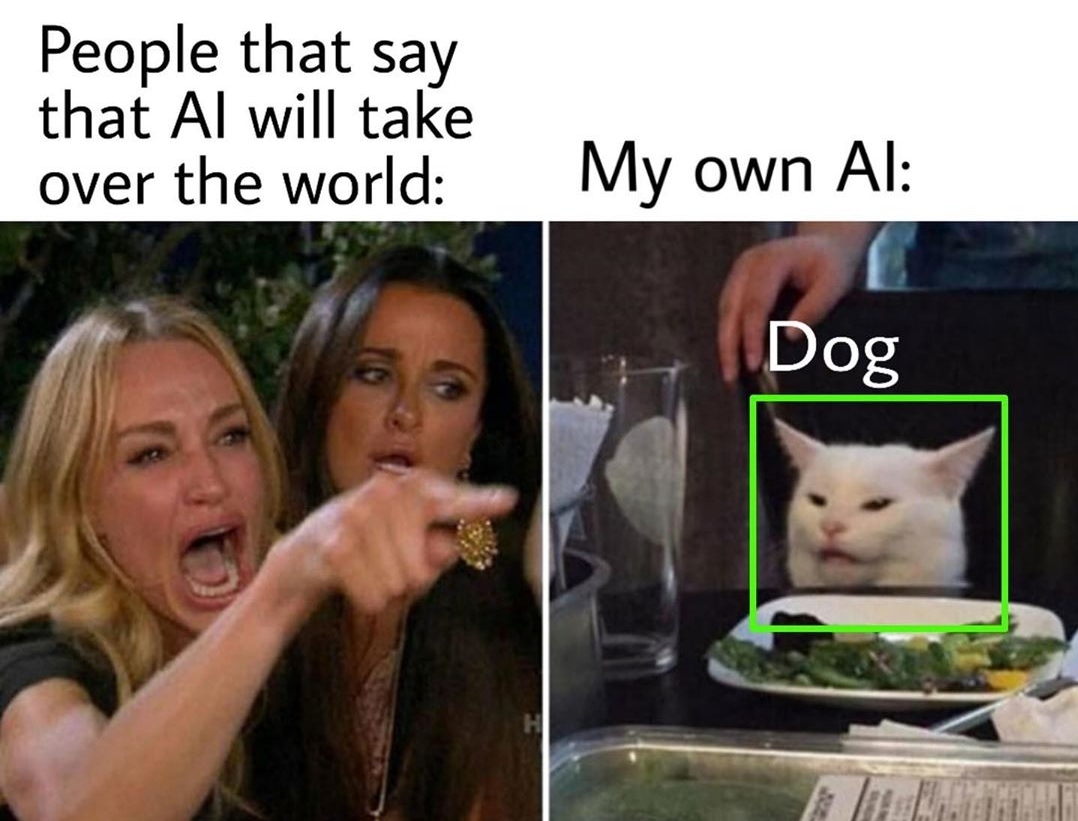 People that say
that AI will take
over the world:
My own AI:
Dog
H